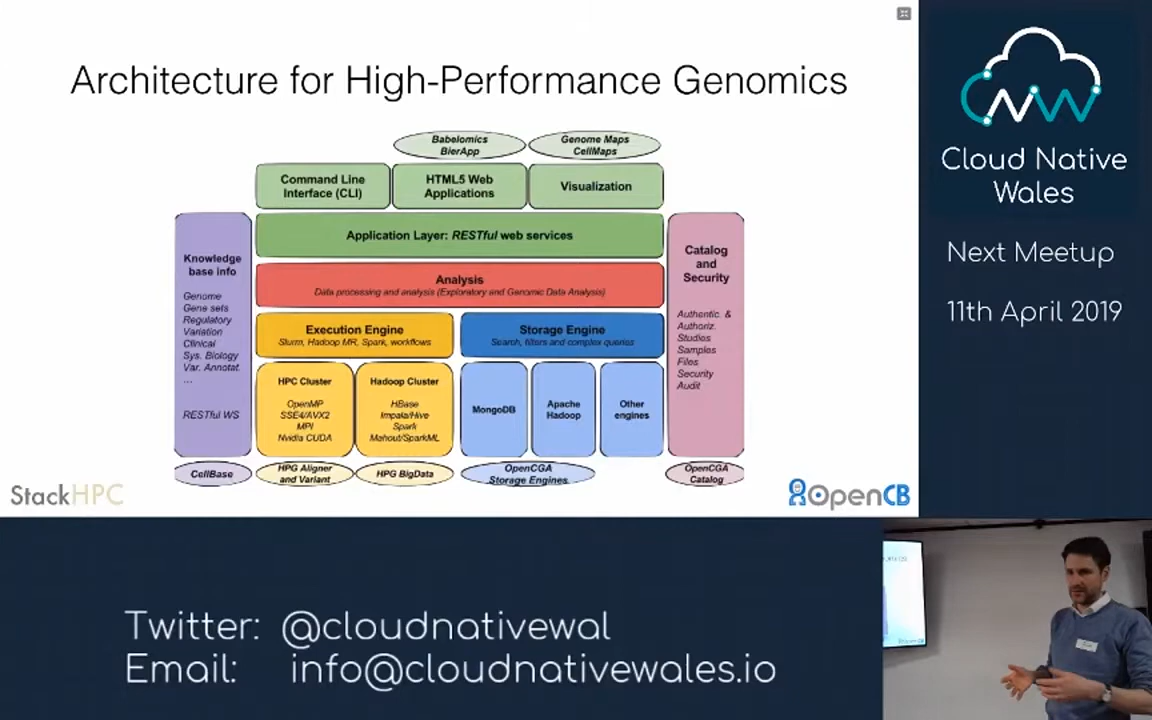 Architecture for High-Performance Genomics
Babelomics
BierApp
Genome Maps
CellMaps
Command Line
Interface (CLI)
HTML5 Web
Applications
Visualization
Application Layer: RESTful web services
Analysis
Data processing and analysis (Exploratory and Genomic Data Analysis)
Execution Engine
Slurm, Hadoop MR, Spark, workflows
Storage Engine
Search, filters and complex queries
Knowledge
base info
Genome
Gene sets
Regulatory
Variation
Clinical
Sys. Biology
Var. Annotat.
...
RESTful WS
HPC Cluster
OpenMP
SSE4/AVX2
MPI
Nvidia CUDA
Hadoop Cluster
HBase
Impala/Hive
Spark
Mahout/SparkML
MongoDB
Apache
Hadoop
Other
engines
Catalog
and
Security
Authentic. &
Authoriz.
Studies
Samples
Files
Security
Audit
CellBase
HPG Aligner
and Variant
HPG BigData
OpenCGA
Storage Engines
OpenCGA
Catalog
StackHPC
OpenCB
CNW
Cloud Native
Wales
Next Meetup
11th April 2019
Twitter: @cloudnativewal
Email: info@cloudnativewales.io